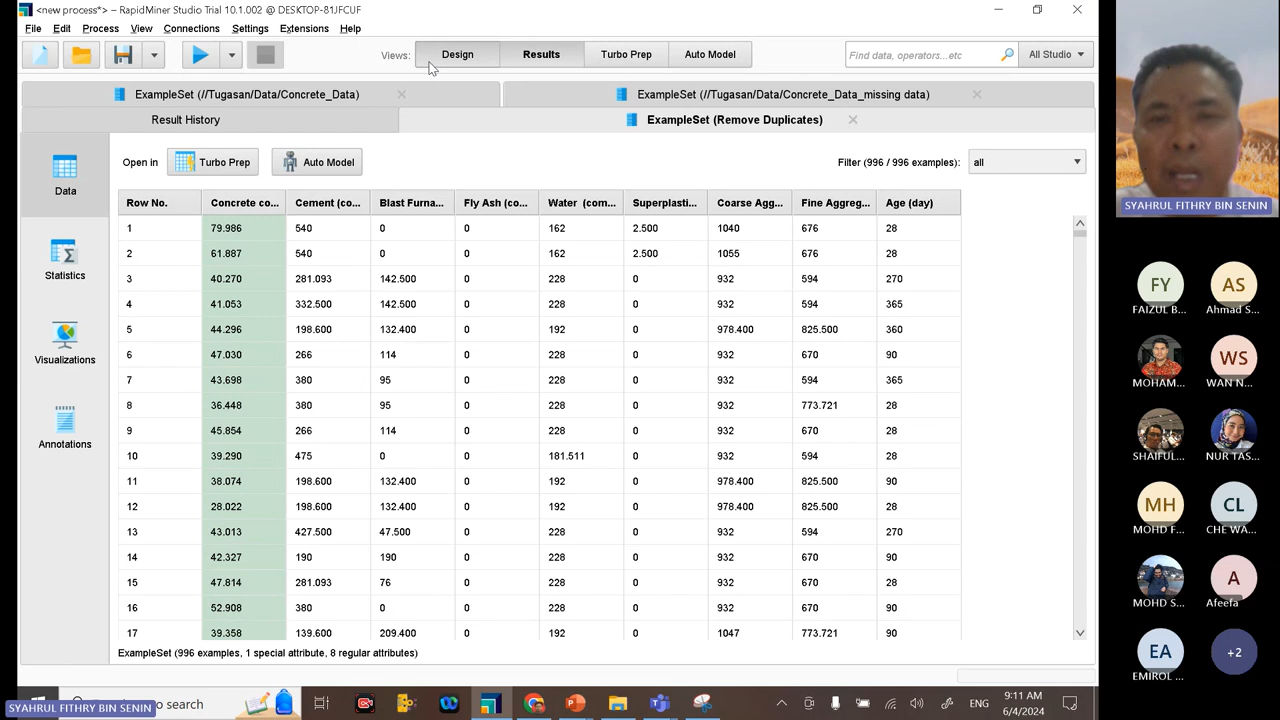 <new process*> – RapidMiner Studio Trial 10.1.002 @ DESKTOP-81JFCUF
File Edit Process View Connections Settings Extensions Help
Views: Design Results Turbo Prep Auto Model Find data, operators...etc All Studio
ExampleSet (//Tugasan/Data/Concrete_Data) ExampleSet (//Tugasan/Data/Concrete_Data_missing data)
Result History ExampleSet (Remove Duplicates)
Open in Turbo Prep Auto Model Filter (996 / 996 examples): all
Data
Statistics
Visualizations
Annotations
Row No. Concrete co... Cement (co... Blast Furna... Fly Ash (co... Water (com... Superplasti... Coarse Agg... Fine Aggreg... Age (day)
1 79.986 540 0 0 162 2.500 1040 676 28
2 61.887 540 0 0 162 2.500 1055 676 28
3 40.270 281.093 142.500 0 228 0 932 594 270
4 41.053 332.500 142.500 0 228 0 932 594 365
5 44.296 198.600 132.400 0 192 0 978.400 825.500 360
6 47.030 266 114 0 228 0 932 670 90
7 43.698 380 95 0 228 0 932 594 365
8 36.448 380 95 0 228 0 932 773.721 28
9 45.854 266 114 0 228 0 932 670 28
10 39.290 475 0 0 181.511 0 932 594 28
11 38.074 198.600 132.400 0 192 0 978.400 825.500 90
12 28.022 198.600 132.400 0 192 0 978.400 825.500 28
13 43.013 427.500 47.500 0 228 0 932 594 270
14 42.327 190 190 0 228 0 932 670 90
15 47.814 281.093 76 0 228 0 932 670 28
16 52.908 380 0 0 228 0 932 670 90
17 39.358 139.600 209.400 0 192 0 1047 773.721 90
ExampleSet (996 examples, 1 special attribute, 8 regular attributes)
SYAHRUL FITHRY BIN SENIN
FY AS
FAIZUL B... Ahmad S...
WS
MOHAM... WAN N...
SHAIFUL... NUR TAS...
MH CL
MOHD F... CHE WA...
A
MOHD S... Afeefa
EA +2
EMIROL ...
SYAHRUL FITHRY BIN SENIN
search
ENG
9:11 AM
6/4/2024